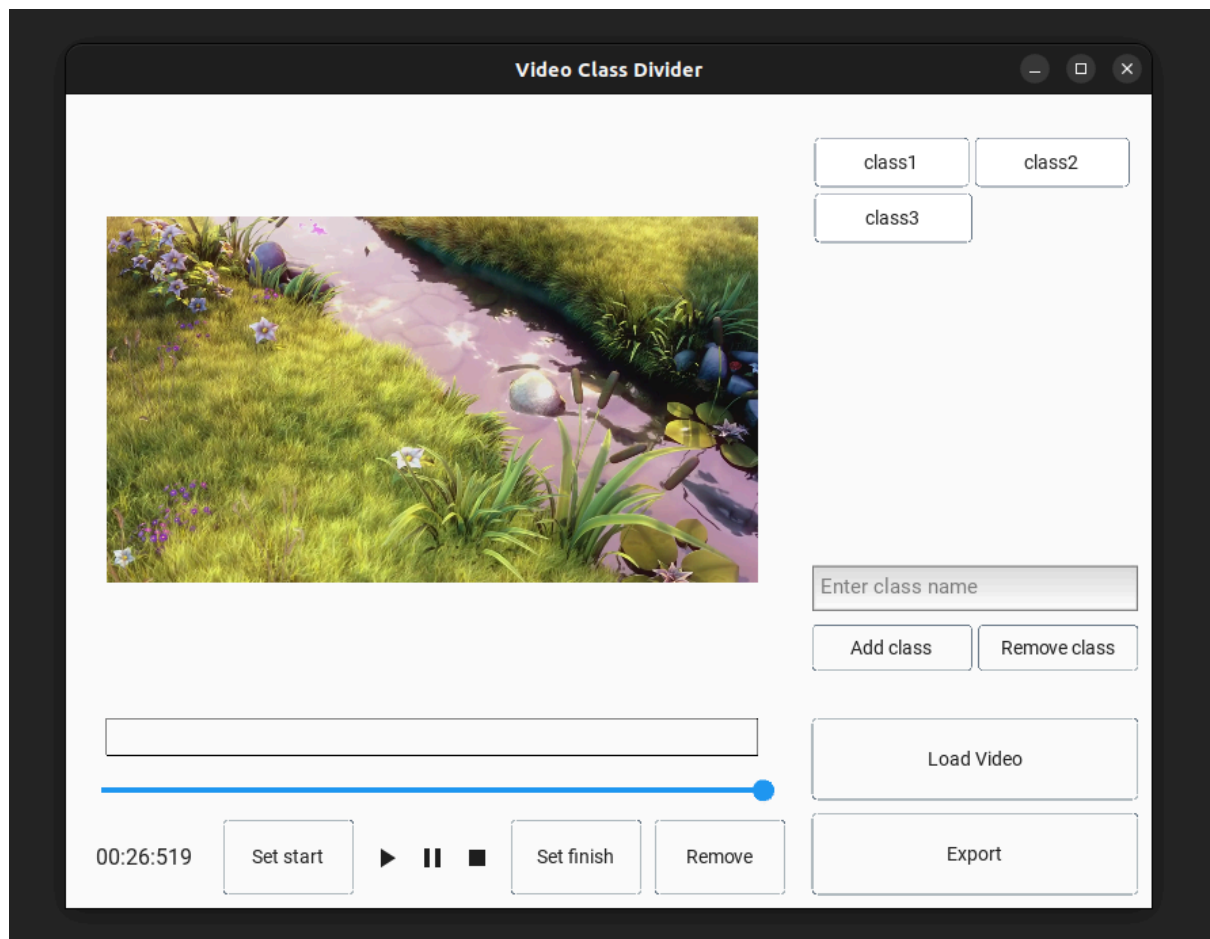 Video Class Divider
class1
class2
class3
Enter class name
Add class
Remove class
Load Video
00:26:519
Set start
Set finish
Remove
Export